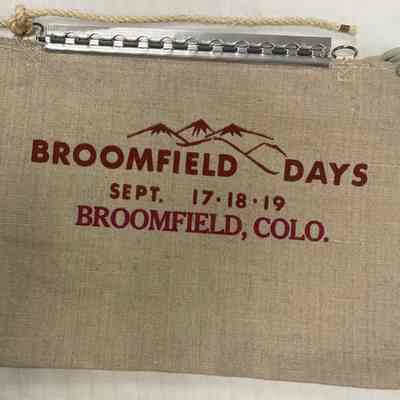 BROOMFIELD DAYS
SEPT. 17·18·19
BROOMFIELD, COLO.